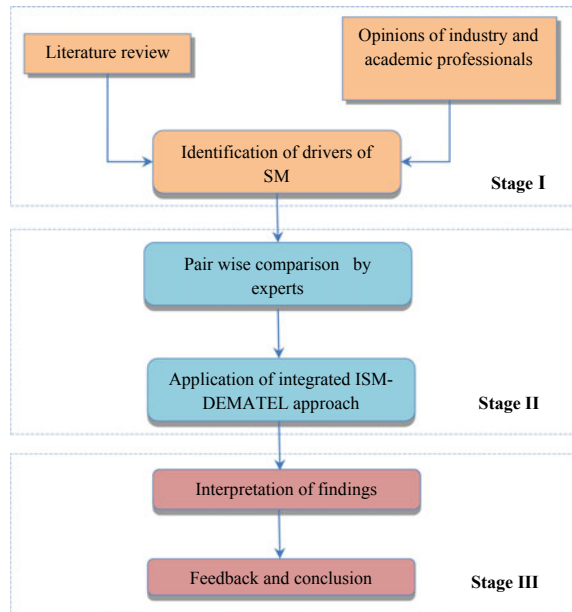 Literature review
Opinions of industry and
academic professionals
Identification of drivers of
SM
Stage I
Pair wise comparison by
experts
Application of integrated ISM-
DEMATEL approach
Stage II
Interpretation of findings
Feedback and conclusion
Stage III